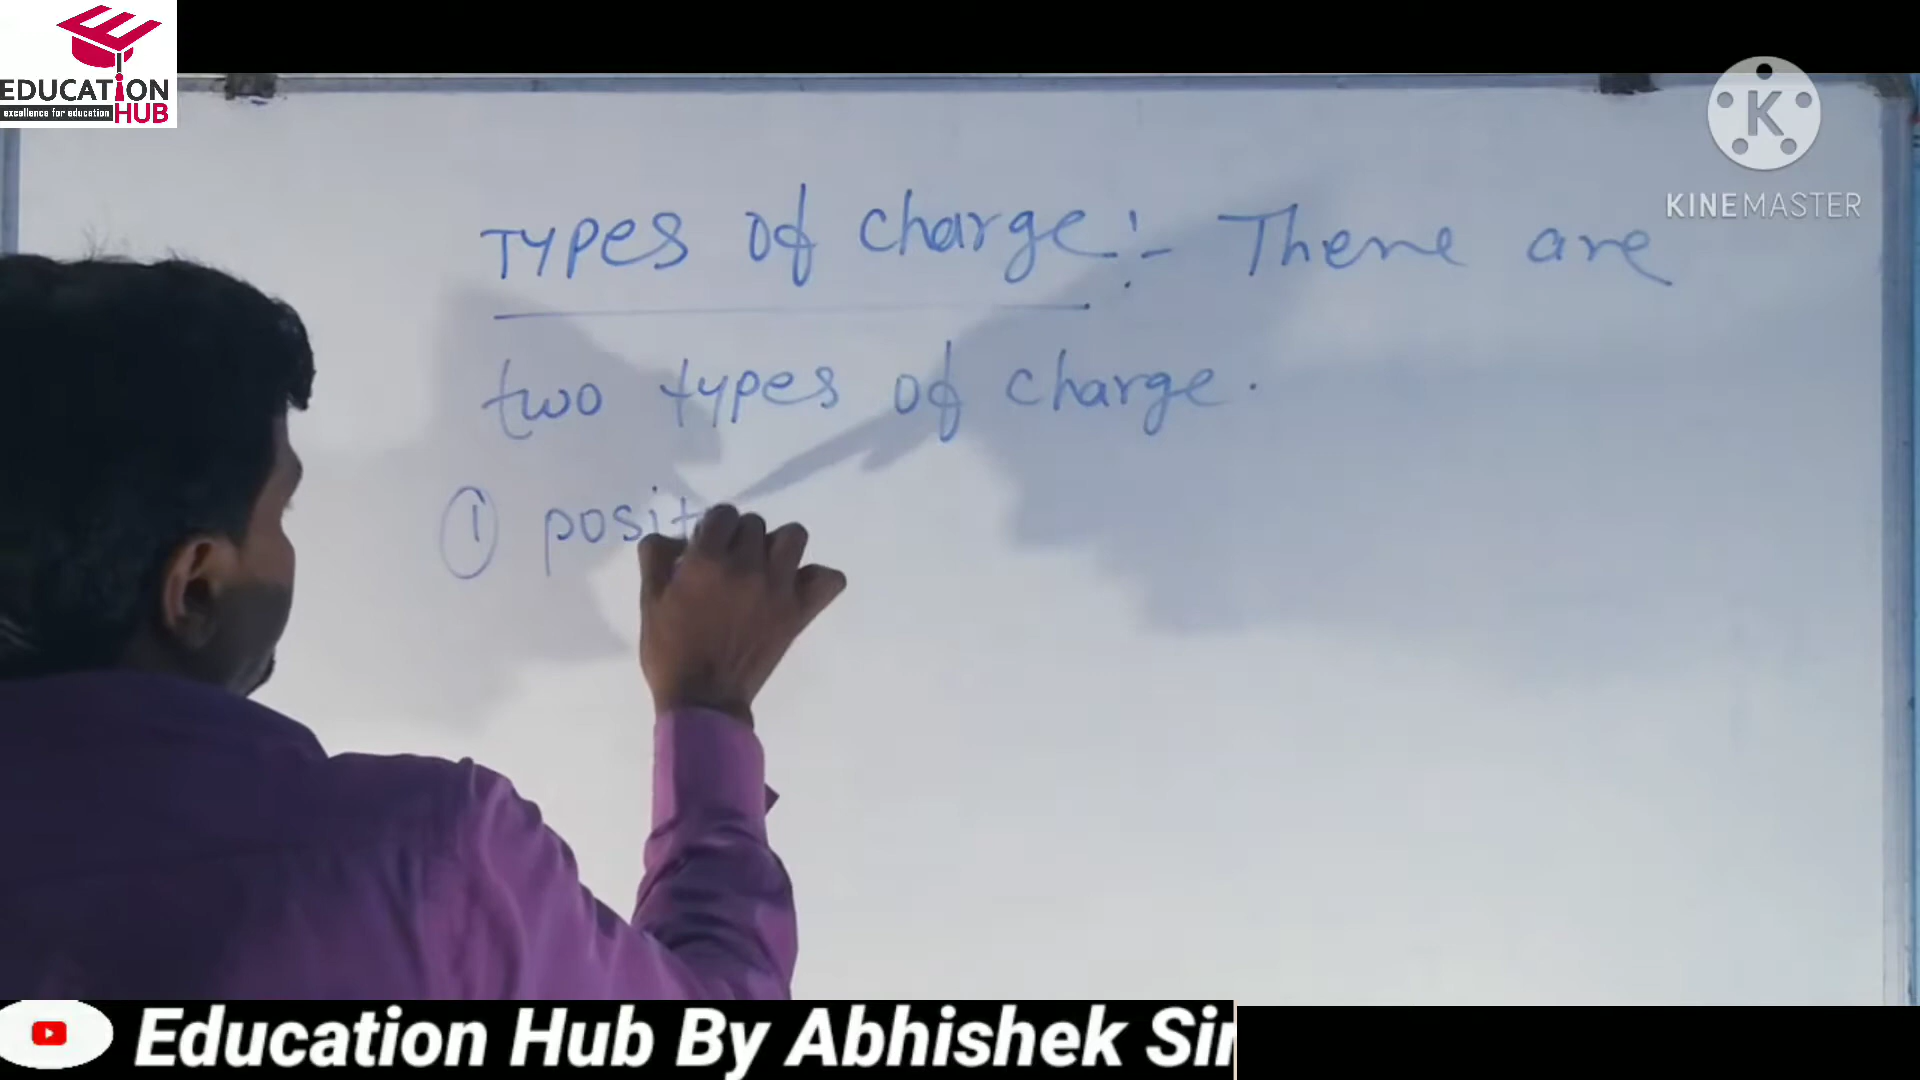 EDUCATION
HUB
excellence for education
K
KINEMASTER
Types of charge :- There are
two types of charge.
① posit
Education Hub By Abhishek Sir